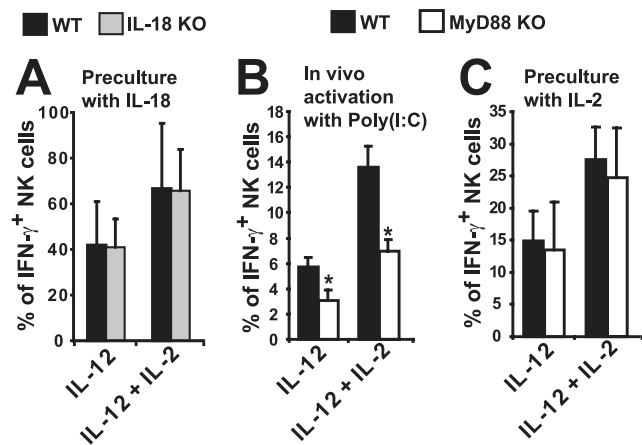 WT IL-18 KO
WT MyD88 KO
A
Preculture
with IL-18
% of IFN-γ+ NK cells
100
80
60
40
20
0
IL-12
IL-12 + IL-2
B
In vivo
activation
with Poly(I:C)
% of IFN-γ+ NK cells
18
16
14
12
10
8
6
4
2
0
*
*
IL-12
IL-12 + IL-2
C
Preculture
with IL-2
% of IFN-γ+ NK cells
35
30
25
20
15
10
5
0
IL-12
IL-12 + IL-2